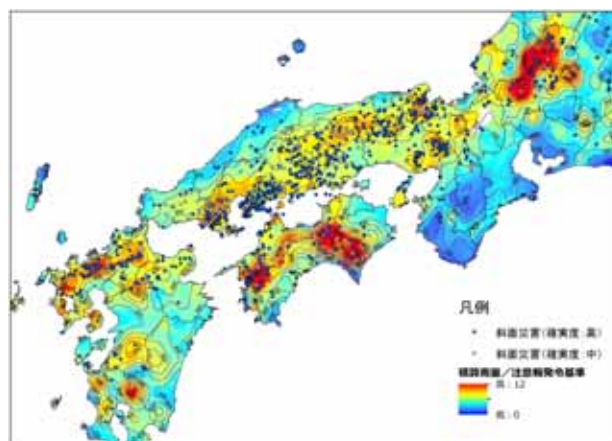 凡例
斜面災害(確実度：高)
斜面災害(確実度：中)
積算雨量／注意報発令基準
高：12
低：0